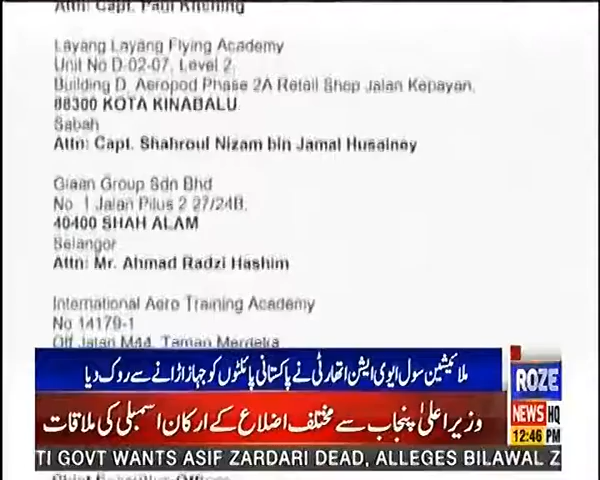 Attn: Capt. Paul Kitching
Layang Layang Flying Academy
Unit No D-02-07, Level 2,
Building D, Aeropod Phase 2A Retail Shop Jalan Kepayan,
88300 KOTA KINABALU
Sabah
Attn: Capt. Shahroul Nizam bin Jamal Husainey
Giaan Group Sdn Bhd
No. 1 Jalan Pilus 2 27/24B,
40400 SHAH ALAM
Selangor
Attn: Mr. Ahmad Radzi Hashim
International Aero Training Academy
No 14179-1
Off Jalan M44, Taman Merdeka
ملائیشین سول ایوی ایشن اتھارٹی نے پاکستانی پائلٹوں کو جہاز اڑانے سے روک دیا
ROZE
NEWS HQ
وزیراعلیٰ پنجاب سے مختلف اضلاع کے ارکان اسمبلی کی ملاقات
12:46 PM
TI GOVT WANTS ASIF ZARDARI DEAD, ALLEGES BILAWAL Z